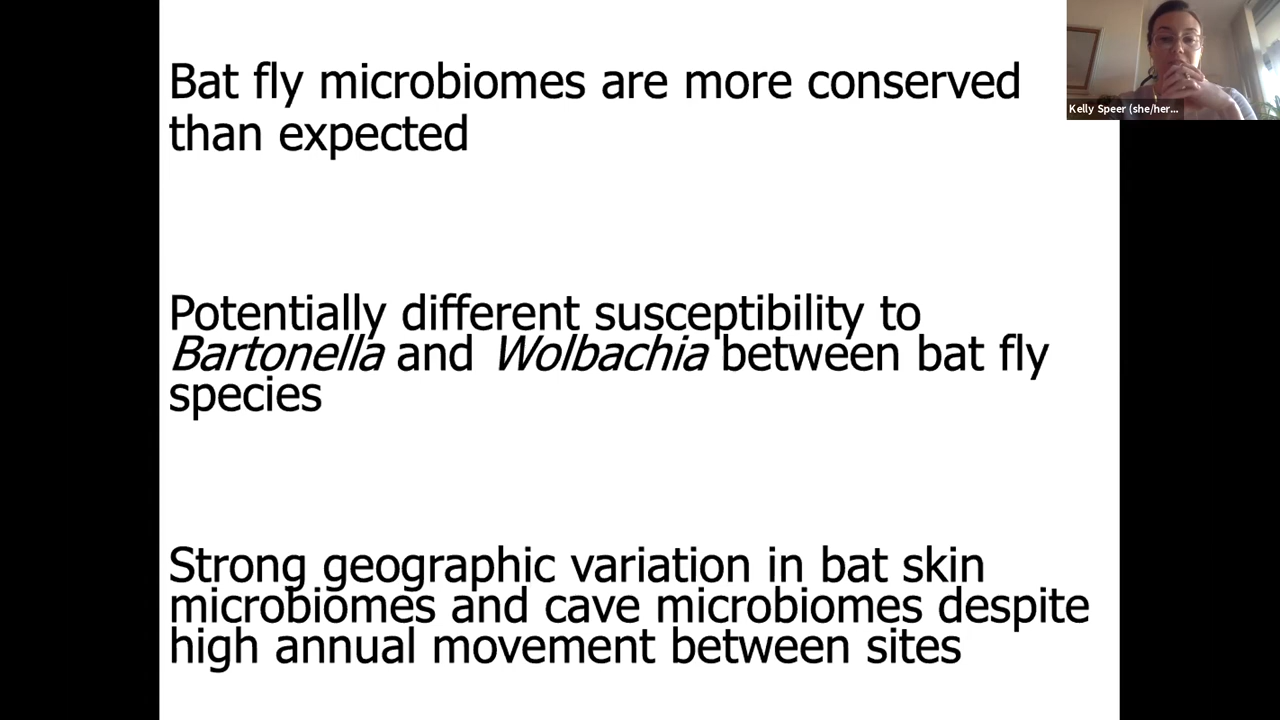 Bat fly microbiomes are more conserved
than expected
Potentially different susceptibility to
Bartonella and Wolbachia between bat fly
species
Strong geographic variation in bat skin
microbiomes and cave microbiomes despite
high annual movement between sites
Kelly Speer (she/her...